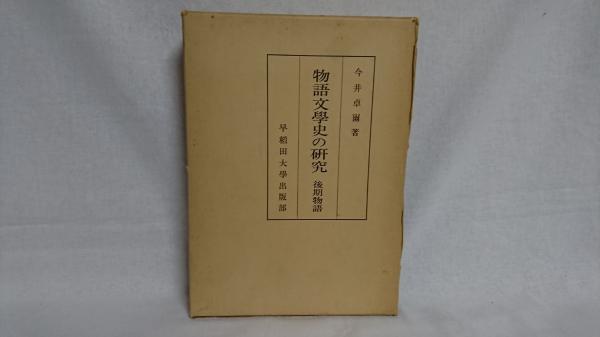 今井卓爾著
物語文學史の研究 後期物語
早稲田大學出版部